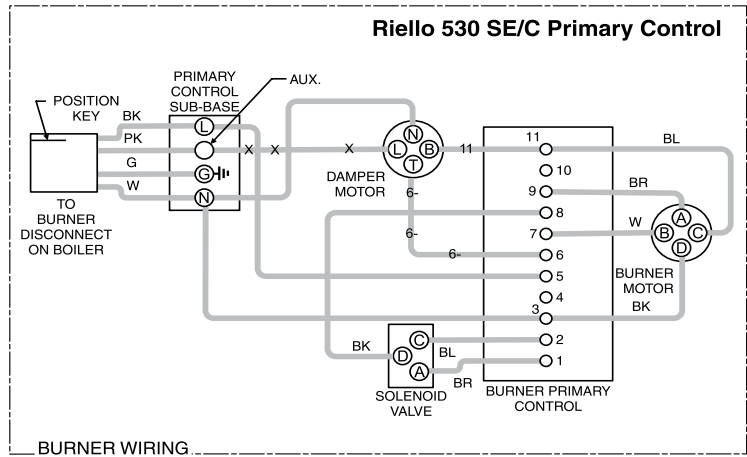 Riello 530 SE/C Primary Control
PRIMARY
CONTROL
SUB-BASE
AUX.
POSITION
KEY
BK
PK
G
W
L
G
N
TO
BURNER
DISCONNECT
ON BOILER
X X X
N
L B
T
DAMPER
MOTOR
11
6-
6-
6-
11
10
9
8
7
6
5
4
3
2
1
BL
BR
W
A
B C
D
BURNER
MOTOR
BK
BK
C
D
A
BL
BR
SOLENOID
VALVE
BURNER PRIMARY
CONTROL
BURNER WIRING